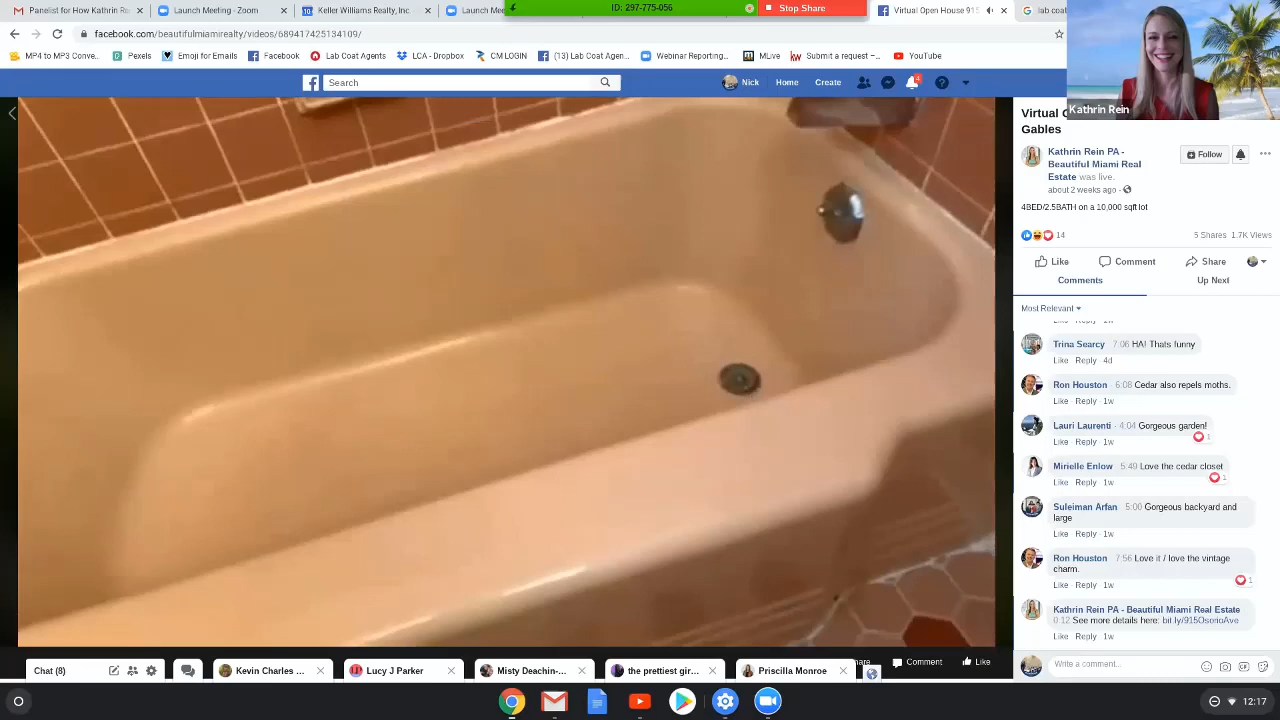 Panelist for How Kathrin Re
Launch Meeting - Zoom
Keller Williams Realty, Inc.
Launch Mee
ID: 297-775-056
Stop Share
Virtual Open House 915
lab coat
facebook.com/beautifulmiamirealty/videos/689417425134109/
MP4 to MP3 Conve...
Pexels
Emoji for Emails
Facebook
Lab Coat Agents
LCA - Dropbox
CM LOGIN
(13) Lab Coat Agen...
Webinar Reporting...
MLive
Submit a request –...
YouTube
Search
Nick
Home
Create
4
Kathrin Rein
Gables
Kathrin Rein PA -
Beautiful Miami Real
Estate was live.
about 2 weeks ago ·
Follow
4BED/2.5BATH on a 10,000 sqft lot
14
5 Shares 1.7K Views
Like
Comment
Share
Comments
Up Next
Most Relevant
Trina Searcy 7:06 HA! Thats funny
Like · Reply · 4d
Ron Houston 6:08 Cedar also repels moths.
Like · Reply · 1w
Lauri Laurenti · 4:04 Gorgeous garden!
1
Like · Reply · 1w
Mirielle Enlow 5:49 Love the cedar closet
1
Like · Reply · 1w
Suleiman Arfan 5:00 Gorgeous backyard and
large
Like · Reply · 1w
Ron Houston 7:56 Love it / love the vintage
charm.
1
Like · Reply · 1w
Kathrin Rein PA - Beautiful Miami Real Estate
0:12 See more details here: bit.ly/915OsorioAve
Like · Reply · 1w
Write a comment...
Chat (8)
Kevin Charles ...
Lucy J Parker
Misty Deachin-...
the prettiest gir...
Priscilla Monroe
are
Comment
Like
12:17